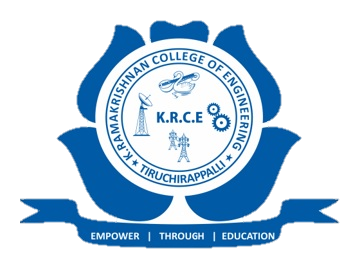 K.RAMAKRISHNAN COLLEGE OF ENGINEERING
K.R.C.E
★ TIRUCHIRAPPALLI ★
EMPOWER | THROUGH | EDUCATION